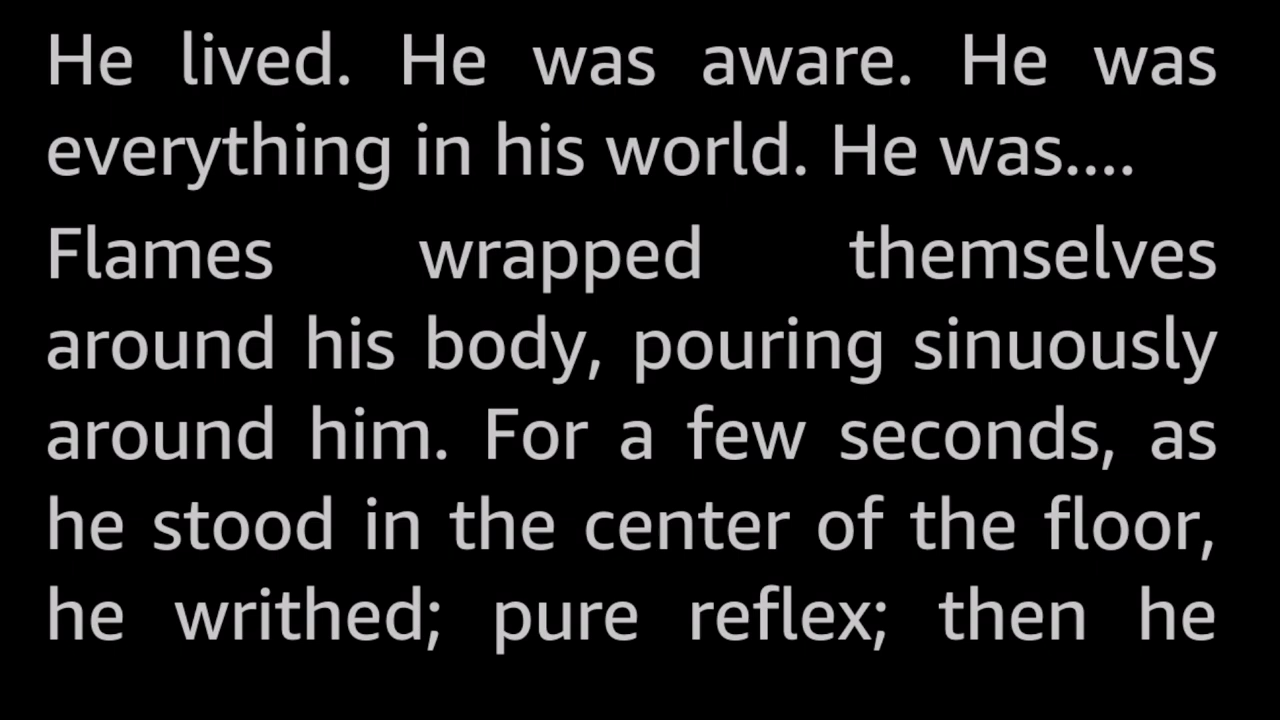 He lived. He was aware. He was
everything in his world. He was....
Flames wrapped themselves
around his body, pouring sinuously
around him. For a few seconds, as
he stood in the center of the floor,
he writhed; pure reflex; then he